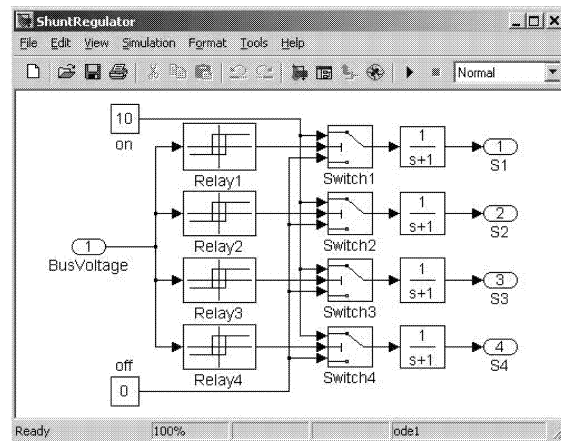 ShuntRegulator
File Edit View Simulation Format Tools Help
Normal
10
on
Relay1
Switch1
1
s+1
1
S1
Relay2
Switch2
1
s+1
2
S2
1
BusVoltage
Relay3
Switch3
1
s+1
3
S3
off
0
Relay4
Switch4
1
s+1
4
S4
Ready 100% ode1